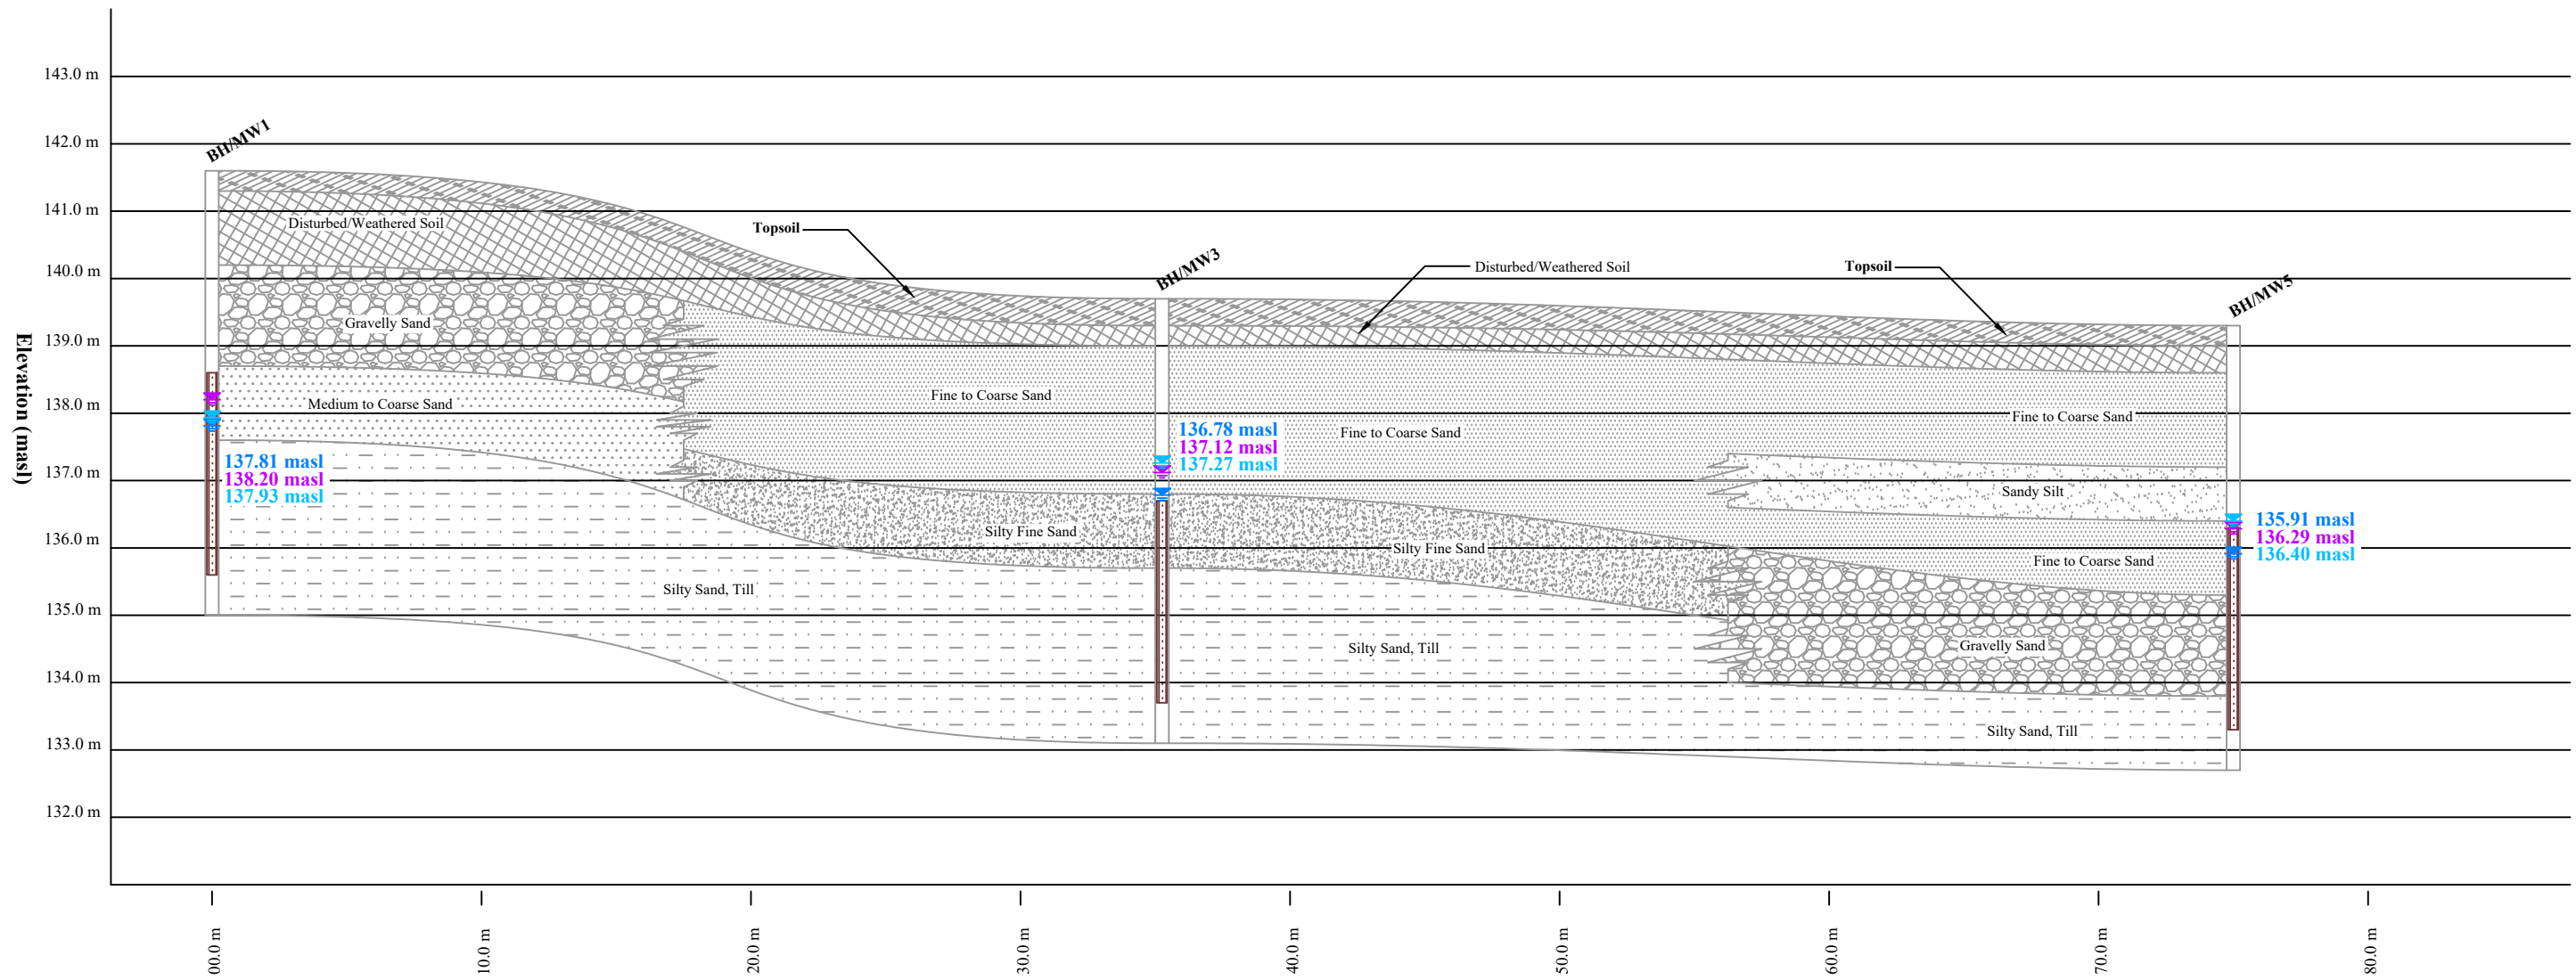 143.0 m
142.0 m
141.0 m
140.0 m
139.0 m
138.0 m
137.0 m
136.0 m
135.0 m
134.0 m
133.0 m
132.0 m
Elevation (masl)
BH/MW1
BH/MW3
BH/MW5
Topsoil
Disturbed/Weathered Soil
Topsoil
Disturbed/Weathered Soil
Gravelly Sand
Medium to Coarse Sand
Fine to Coarse Sand
Fine to Coarse Sand
Fine to Coarse Sand
137.81 masl
138.20 masl
137.93 masl
136.78 masl
137.12 masl
137.27 masl
135.91 masl
136.29 masl
136.40 masl
Sandy Silt
Silty Fine Sand
Silty Fine Sand
Fine to Coarse Sand
Silty Sand, Till
Silty Sand, Till
Gravelly Sand
Silty Sand, Till
00.0 m
10.0 m
20.0 m
30.0 m
40.0 m
50.0 m
60.0 m
70.0 m
80.0 m